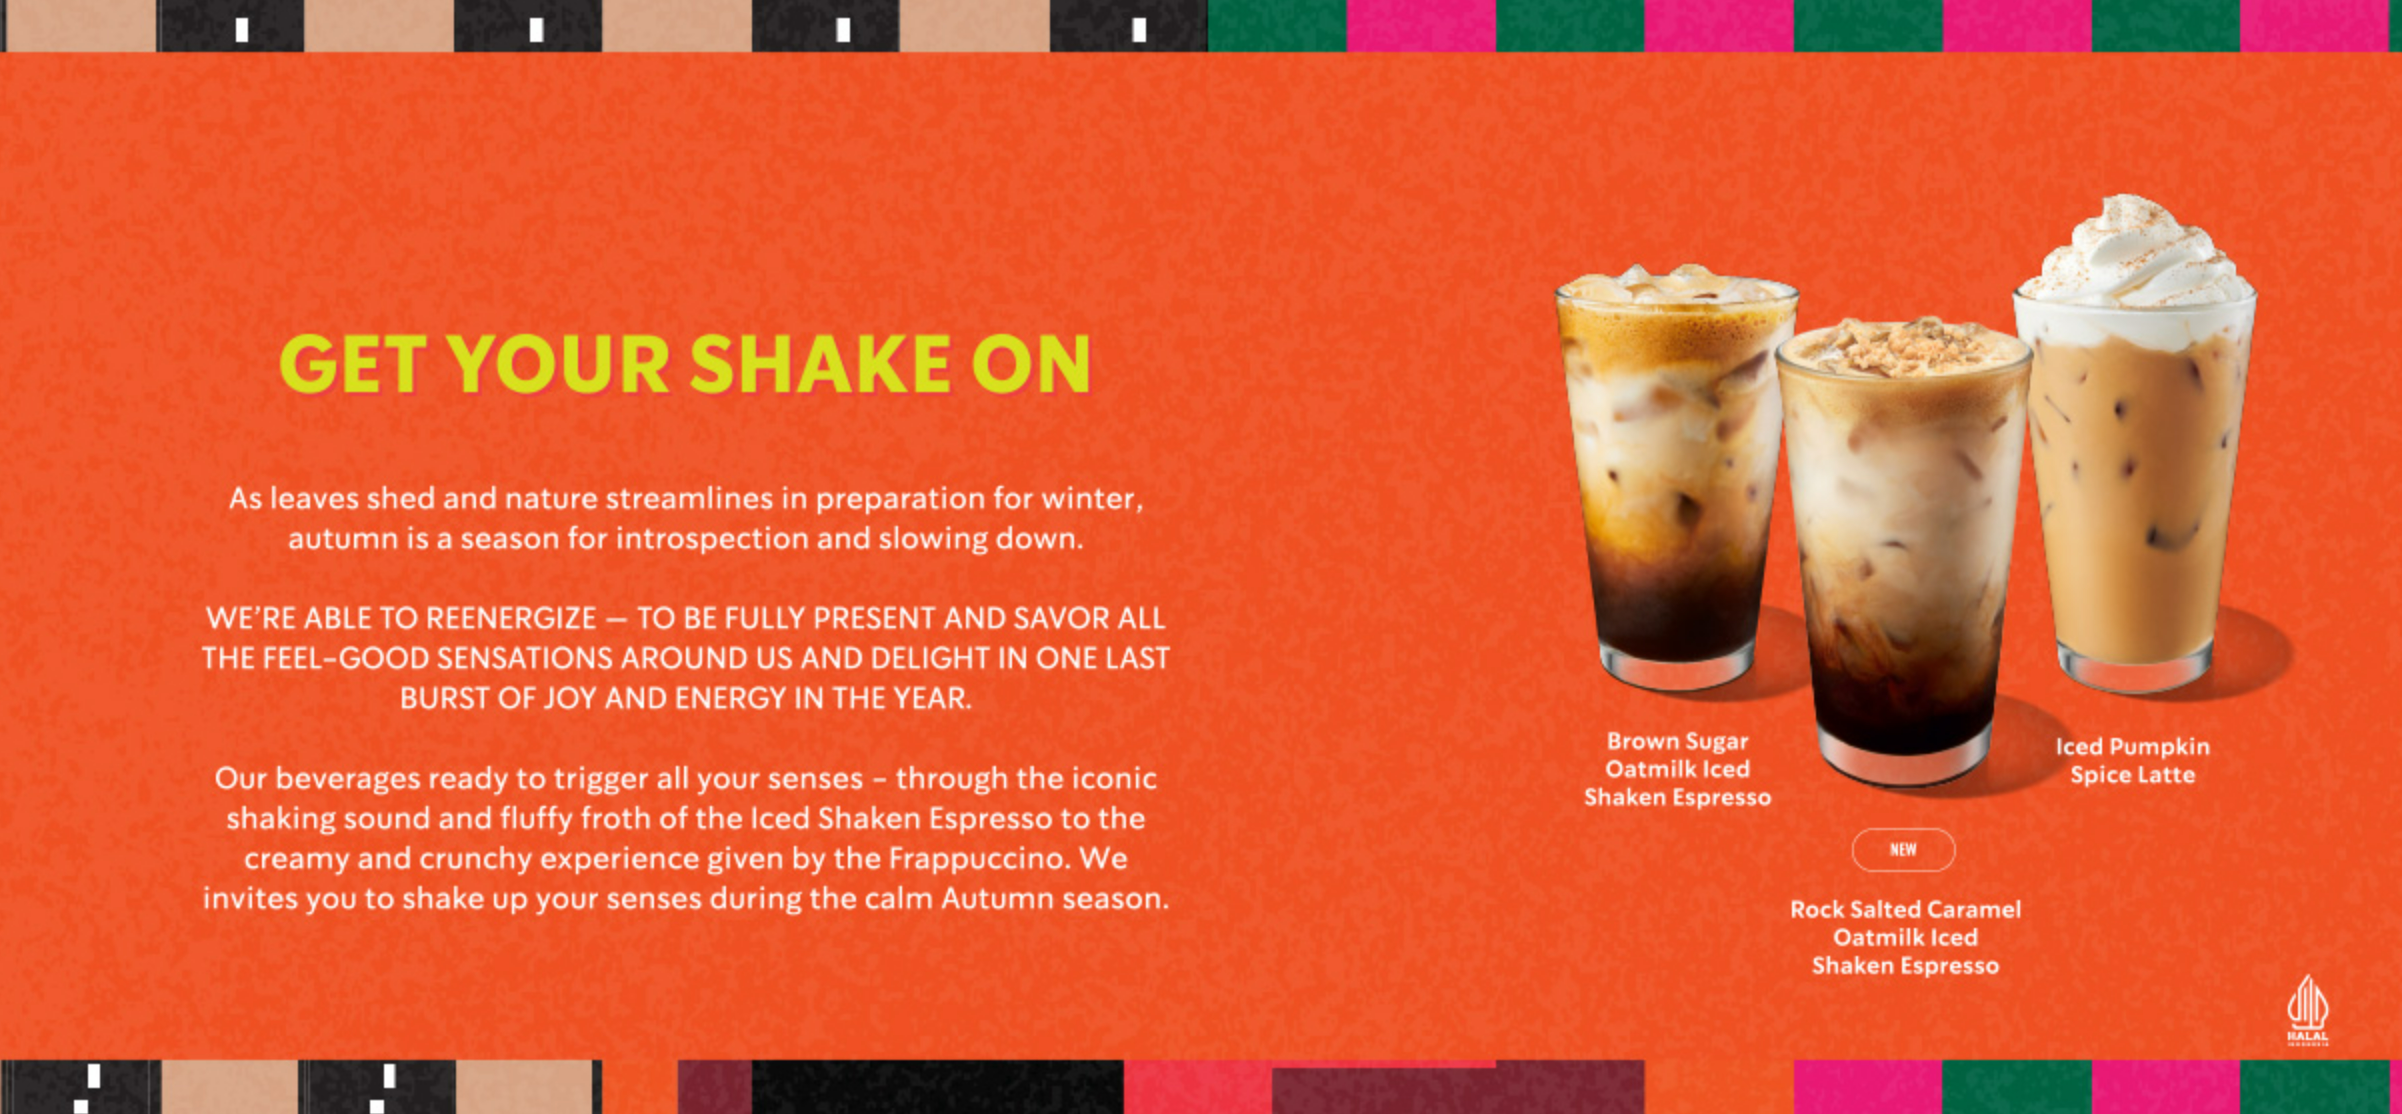 GET YOUR SHAKE ON
As leaves shed and nature streamlines in preparation for winter,
autumn is a season for introspection and slowing down.
WE’RE ABLE TO REENERGIZE – TO BE FULLY PRESENT AND SAVOR ALL
THE FEEL-GOOD SENSATIONS AROUND US AND DELIGHT IN ONE LAST
BURST OF JOY AND ENERGY IN THE YEAR.
Our beverages ready to trigger all your senses – through the iconic
shaking sound and fluffy froth of the Iced Shaken Espresso to the
creamy and crunchy experience given by the Frappuccino. We
invites you to shake up your senses during the calm Autumn season.
Brown Sugar
Oatmilk Iced
Shaken Espresso
Iced Pumpkin
Spice Latte
NEW
Rock Salted Caramel
Oatmilk Iced
Shaken Espresso
HALAL
INDONESIA